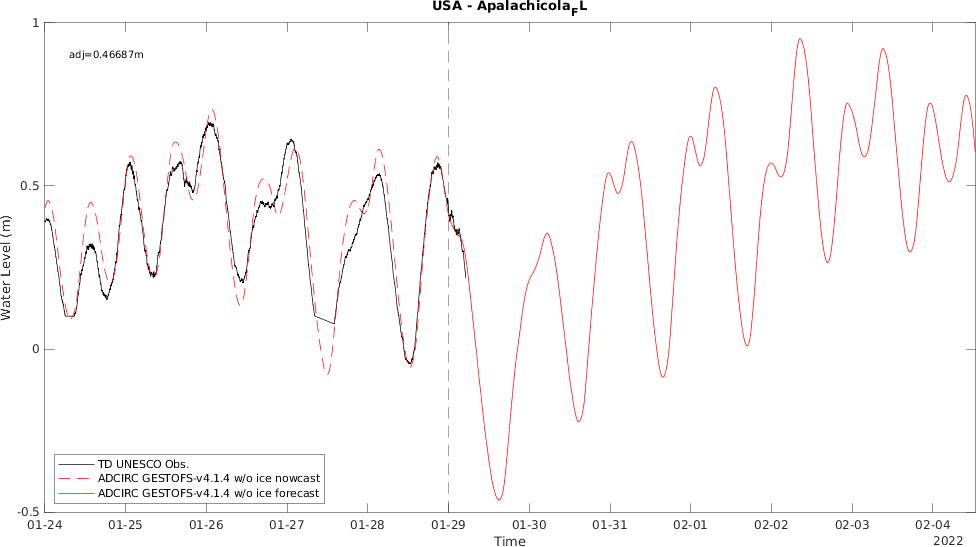 USA - Apalachicola_FL
1
adj=0.46687m
0.5
Water Level (m)
0
-0.5
TD UNESCO Obs.
ADCIRC GESTOFS-v4.1.4 w/o ice nowcast
ADCIRC GESTOFS-v4.1.4 w/o ice forecast
01-24 01-25 01-26 01-27 01-28 01-29 01-30 01-31 02-01 02-02 02-03 02-04
Time
2022